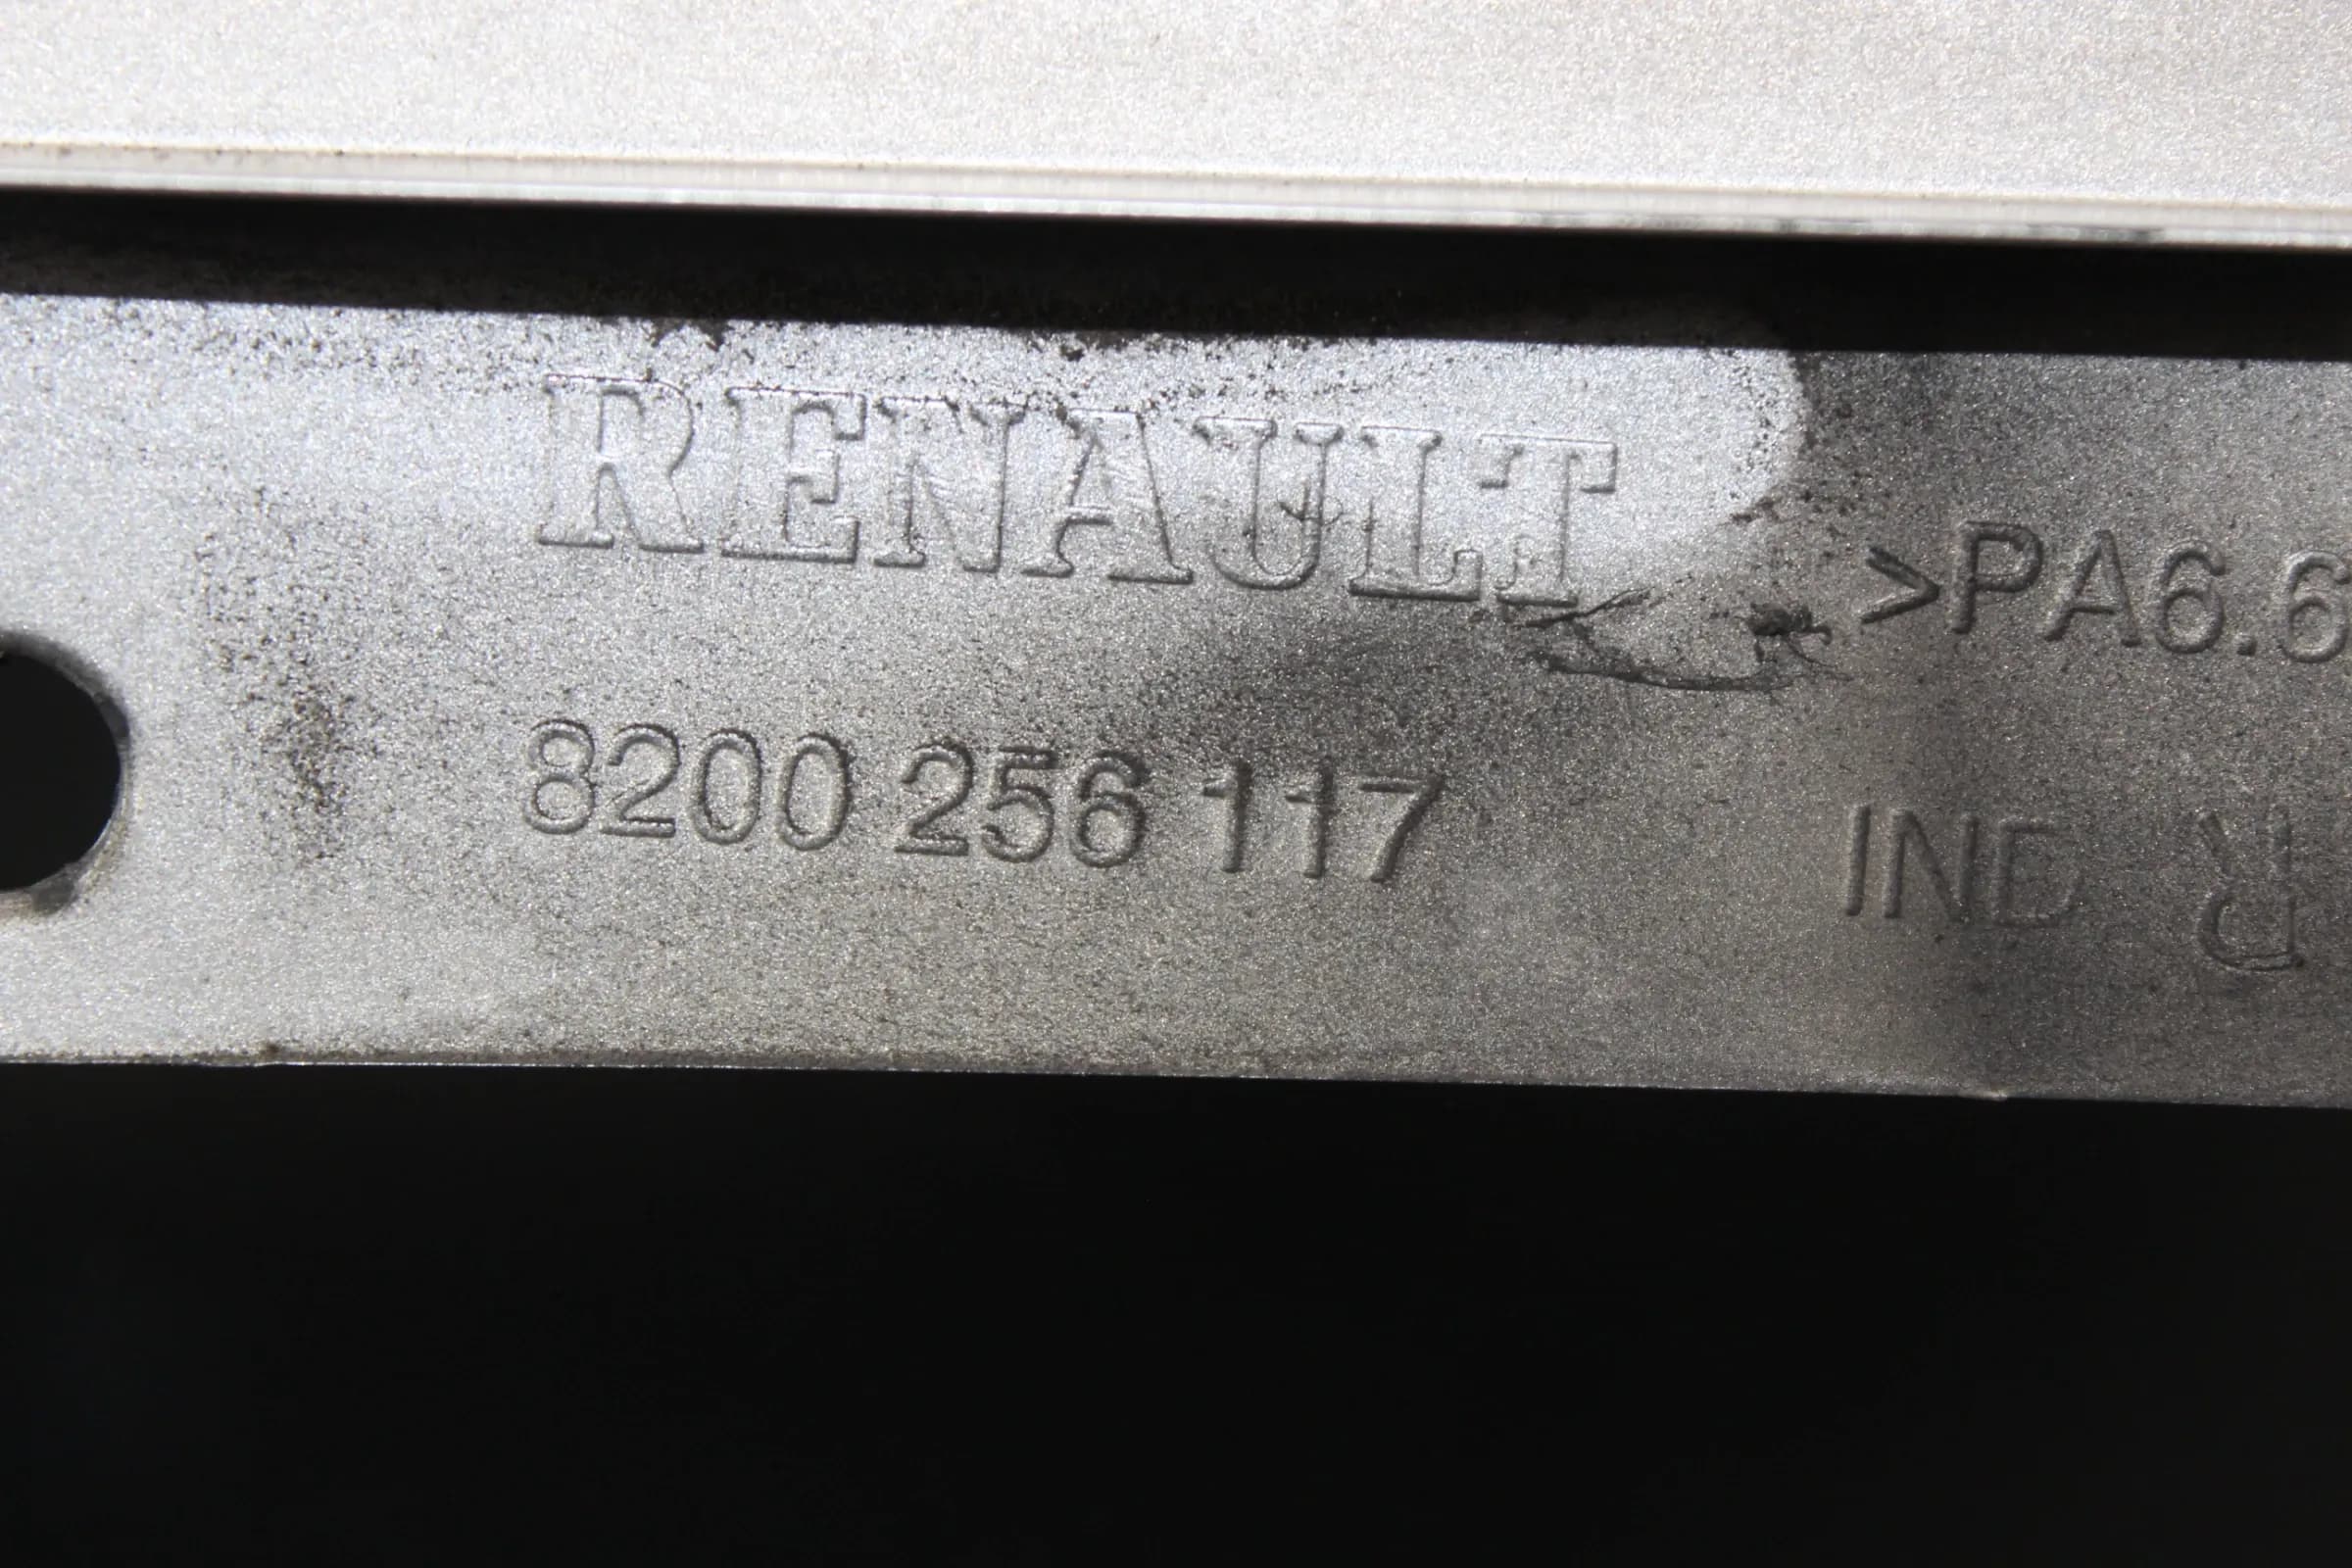 RENAULT
>PA6.6
8200 256 117
IND